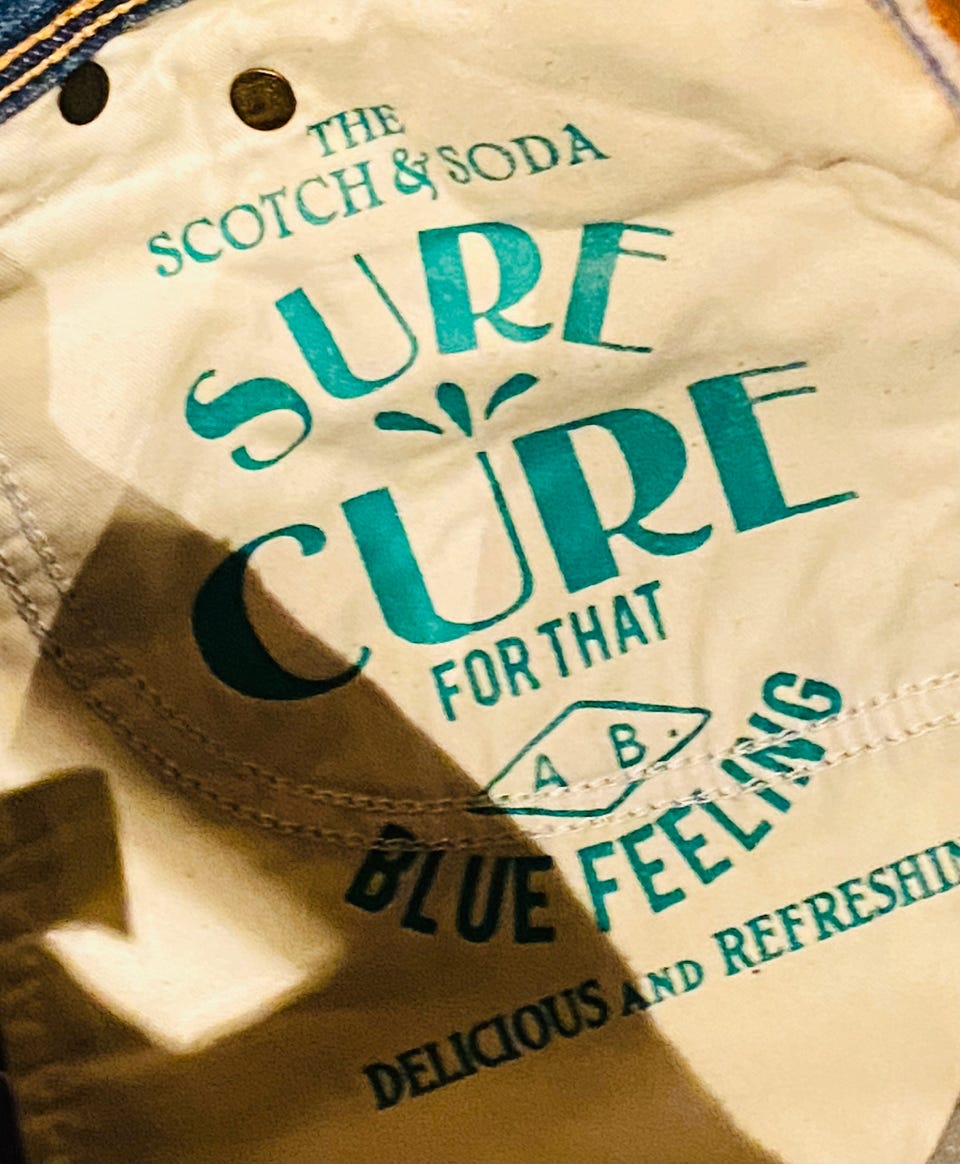 THE
SCOTCH & SODA
SURE
CURE
FOR THAT
A B.
BLUE FEELING
DELICIOUS AND REFRESHIN